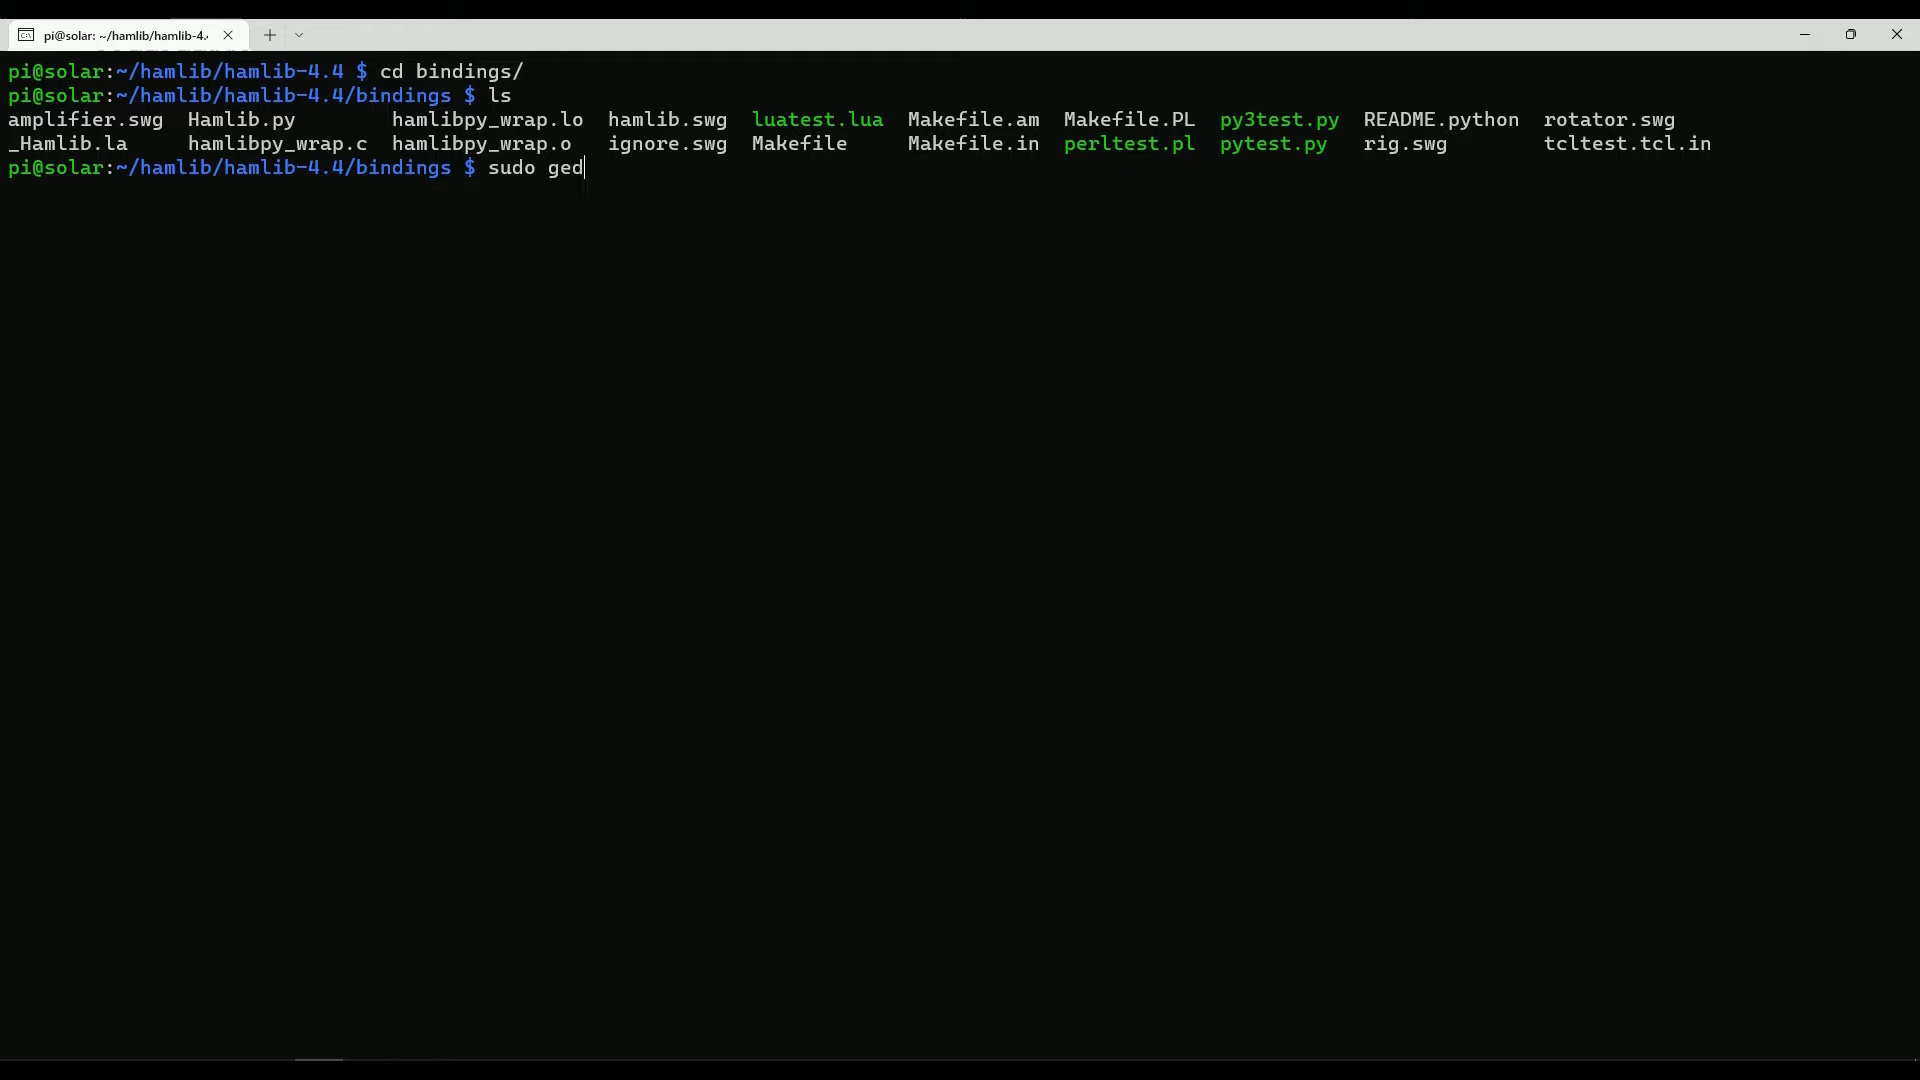 pi@solar: ~/hamlib/hamlib-4.
pi@solar:~/hamlib/hamlib-4.4 $ cd bindings/
pi@solar:~/hamlib/hamlib-4.4/bindings $ ls
amplifier.swg  Hamlib.py        hamlibpy_wrap.lo  hamlib.swg  luatest.lua  Makefile.am  Makefile.PL  py3test.py  README.python  rotator.swg
_Hamlib.la     hamlibpy_wrap.c  hamlibpy_wrap.o   ignore.swg  Makefile     Makefile.in  perltest.pl  pytest.py   rig.swg        tcltest.tcl.in
pi@solar:~/hamlib/hamlib-4.4/bindings $ sudo ged